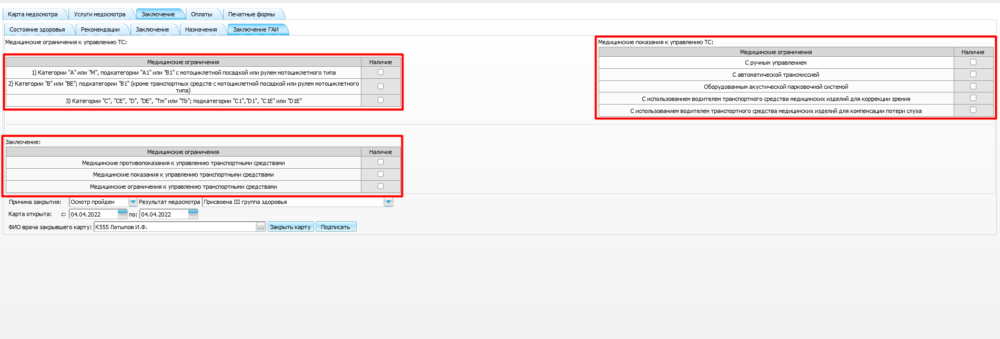 Карта медосмотра Услуги медосмотра Заключение Оплаты Печатные формы
Состояние здоровья Рекомендации Заключение Назначения Заключение ГАИ
Медицинские ограничения к управлению ТС:
Медицинские ограничения Наличие
1) Категории "А" или "М", подкатегории "А1" или "В1" с мотоциклетной посадкой или рулем мотоциклетного типа
2) Категории "В" или "ВЕ"; подкатегории "В1" (кроме транспортных средств с мотоциклетной посадкой или рулем мотоциклетного
типа)
3) Категории "С", "СЕ", "D", "DE", "Tm" или "Tb"; подкатегории "C1","D1", "C1E" или "D1E"
Медицинские показания к управлению ТС:
Медицинские ограничения Наличие
С ручным управлением
С автоматической трансмиссией
Оборудованным акустической парковочной системой
С использованием водителем транспортного средства медицинских изделий для коррекции зрения
С использованием водителем транспортного средства медицинских изделий для компенсации потери слуха
Заключение:
Медицинские ограничения Наличие
Медицинские противопоказания к управлению транспортными средствами
Медицинские показания к управлению транспортными средствами
Медицинские ограничения к управлению транспортными средствами
Причина закрытия: Осмотр пройден Результат медосмотра Присвоена III группа здоровья
Карта открыта: с: 04.04.2022 по: 04.04.2022
ФИО врача закрывшего карту: К555 Латыпов И.Ф. ... Закрыть карту Подписать